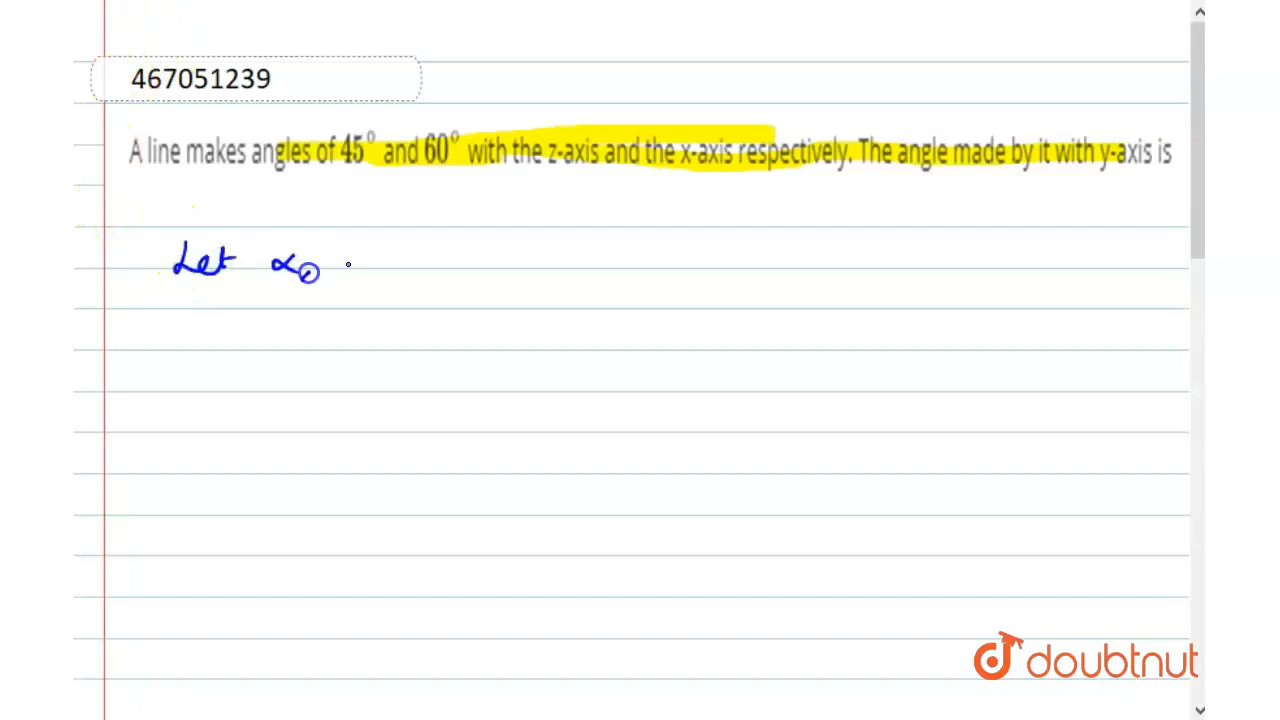 467051239
A line makes angles of 45° and 60° with the z-axis and the x-axis respectively. The angle made by it with y-axis is
Let α
doubtnut